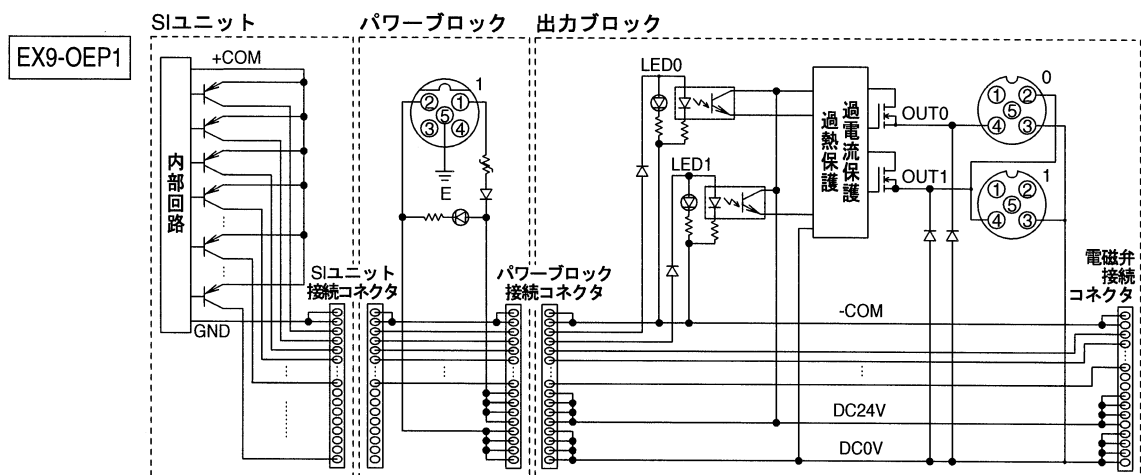 SIユニット
パワーブロック
出力ブロック
EX9-OEP1
+COM
内部回路
GND
SIユニット
接続コネクタ
1
2
1
5
3
4
E
パワーブロック
接続コネクタ
LED0
LED1
過電流保護
過熱保護
OUT0
OUT1
0
1
2
5
4
3
1
1
2
5
4
3
電磁弁
接続
コネクタ
-COM
DC24V
DC0V